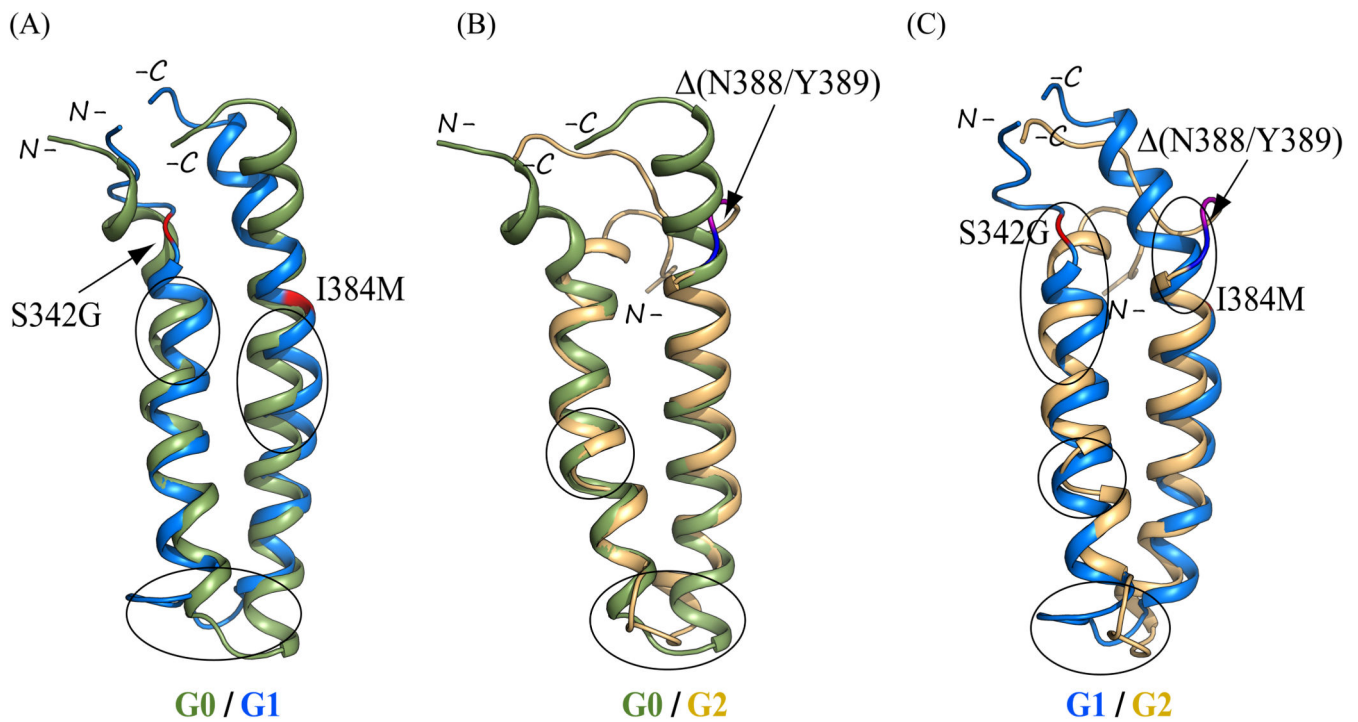 (A)
(B)
(C)
-C
N-
N-
-C
S342G
I384M
G0 / G1
Δ(N388/Y389)
N-
-C
-C
N-
G0 / G2
-C
N-
-C
Δ(N388/Y389)
S342G
N-
I384M
G1 / G2